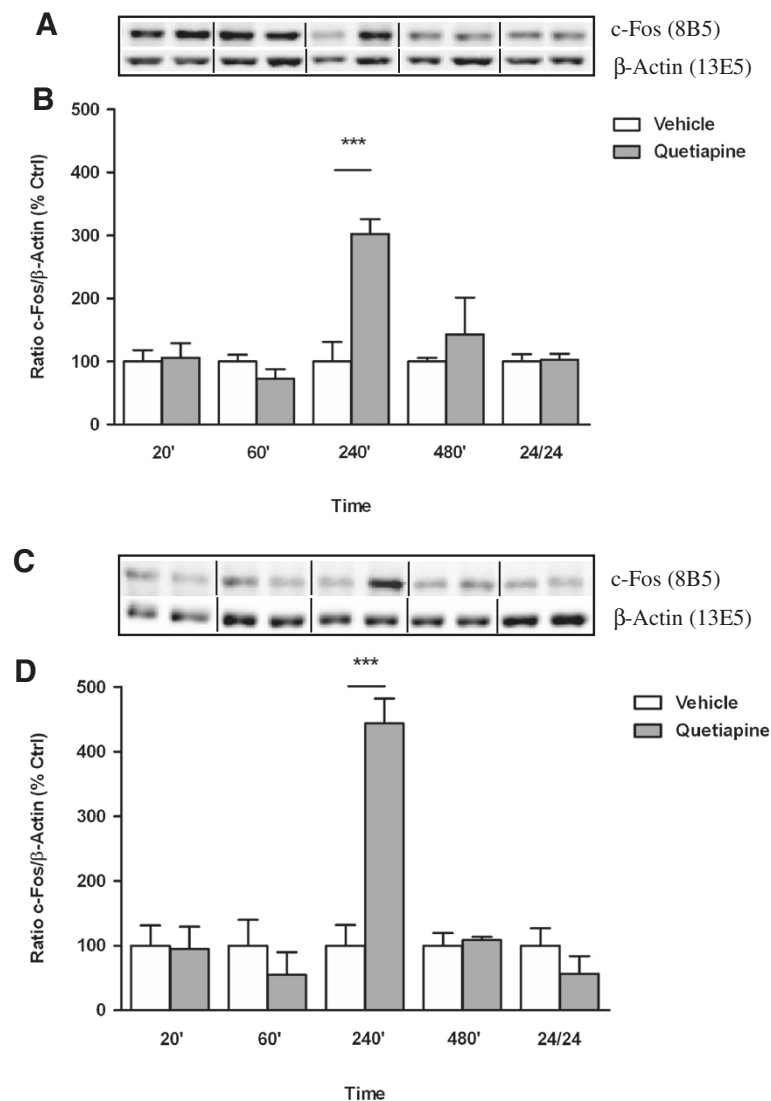 A
c-Fos (8B5)
β-Actin (13E5)
B
Ratio c-Fos/β-Actin (% Ctrl)
500
400
300
200
100
0
***
Vehicle
Quetiapine
20' 60' 240' 480' 24/24
Time
C
c-Fos (8B5)
β-Actin (13E5)
D
Ratio c-Fos/β-Actin (% Ctrl)
500
400
300
200
100
0
***
Vehicle
Quetiapine
20' 60' 240' 480' 24/24
Time